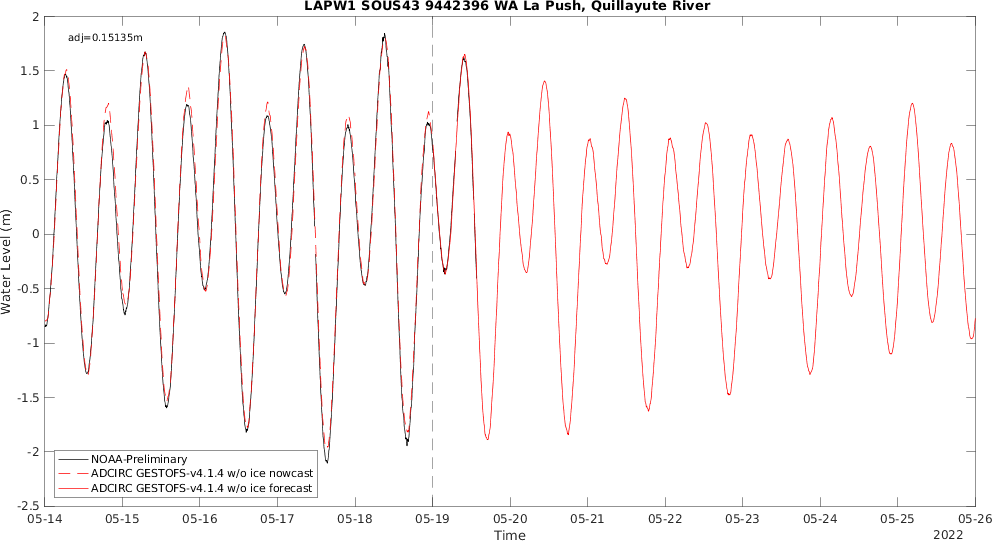 LAPW1 SOUS43 9442396 WA La Push, Quillayute River
adj=0.15135m
2
1.5
1
0.5
0
-0.5
-1
-1.5
-2
-2.5
Water Level (m)
NOAA-Preliminary
ADCIRC GESTOFS-v4.1.4 w/o ice nowcast
ADCIRC GESTOFS-v4.1.4 w/o ice forecast
05-14 05-15 05-16 05-17 05-18 05-19 05-20 05-21 05-22 05-23 05-24 05-25 05-26
Time
2022